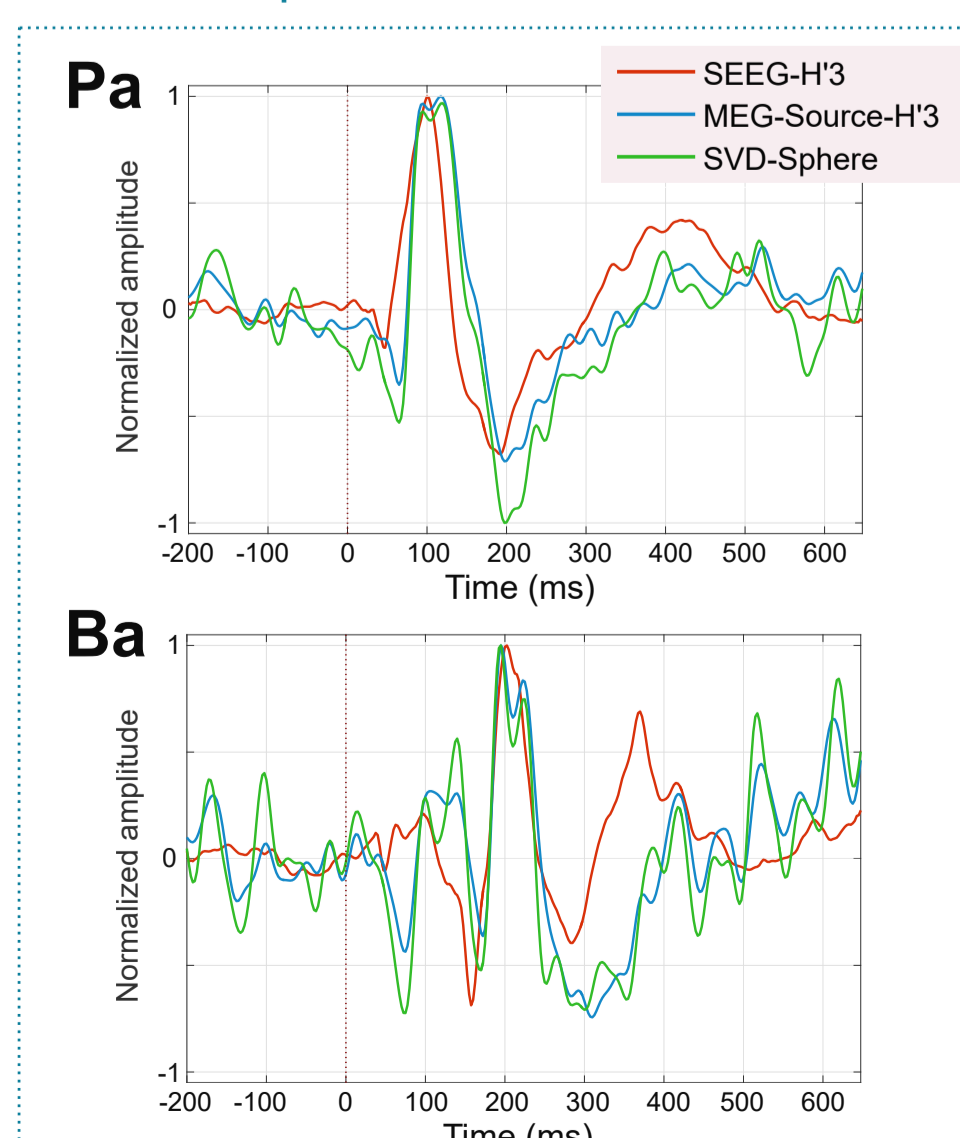 Pa
SEEG-H'3
MEG-Source-H'3
SVD-Sphere
Normalized amplitude
1
0
-1
-200 -100 0 100 200 300 400 500 600
Time (ms)
Ba
Normalized amplitude
1
0
-1
-200 -100 0 100 200 300 400 500 600
Time (ms)